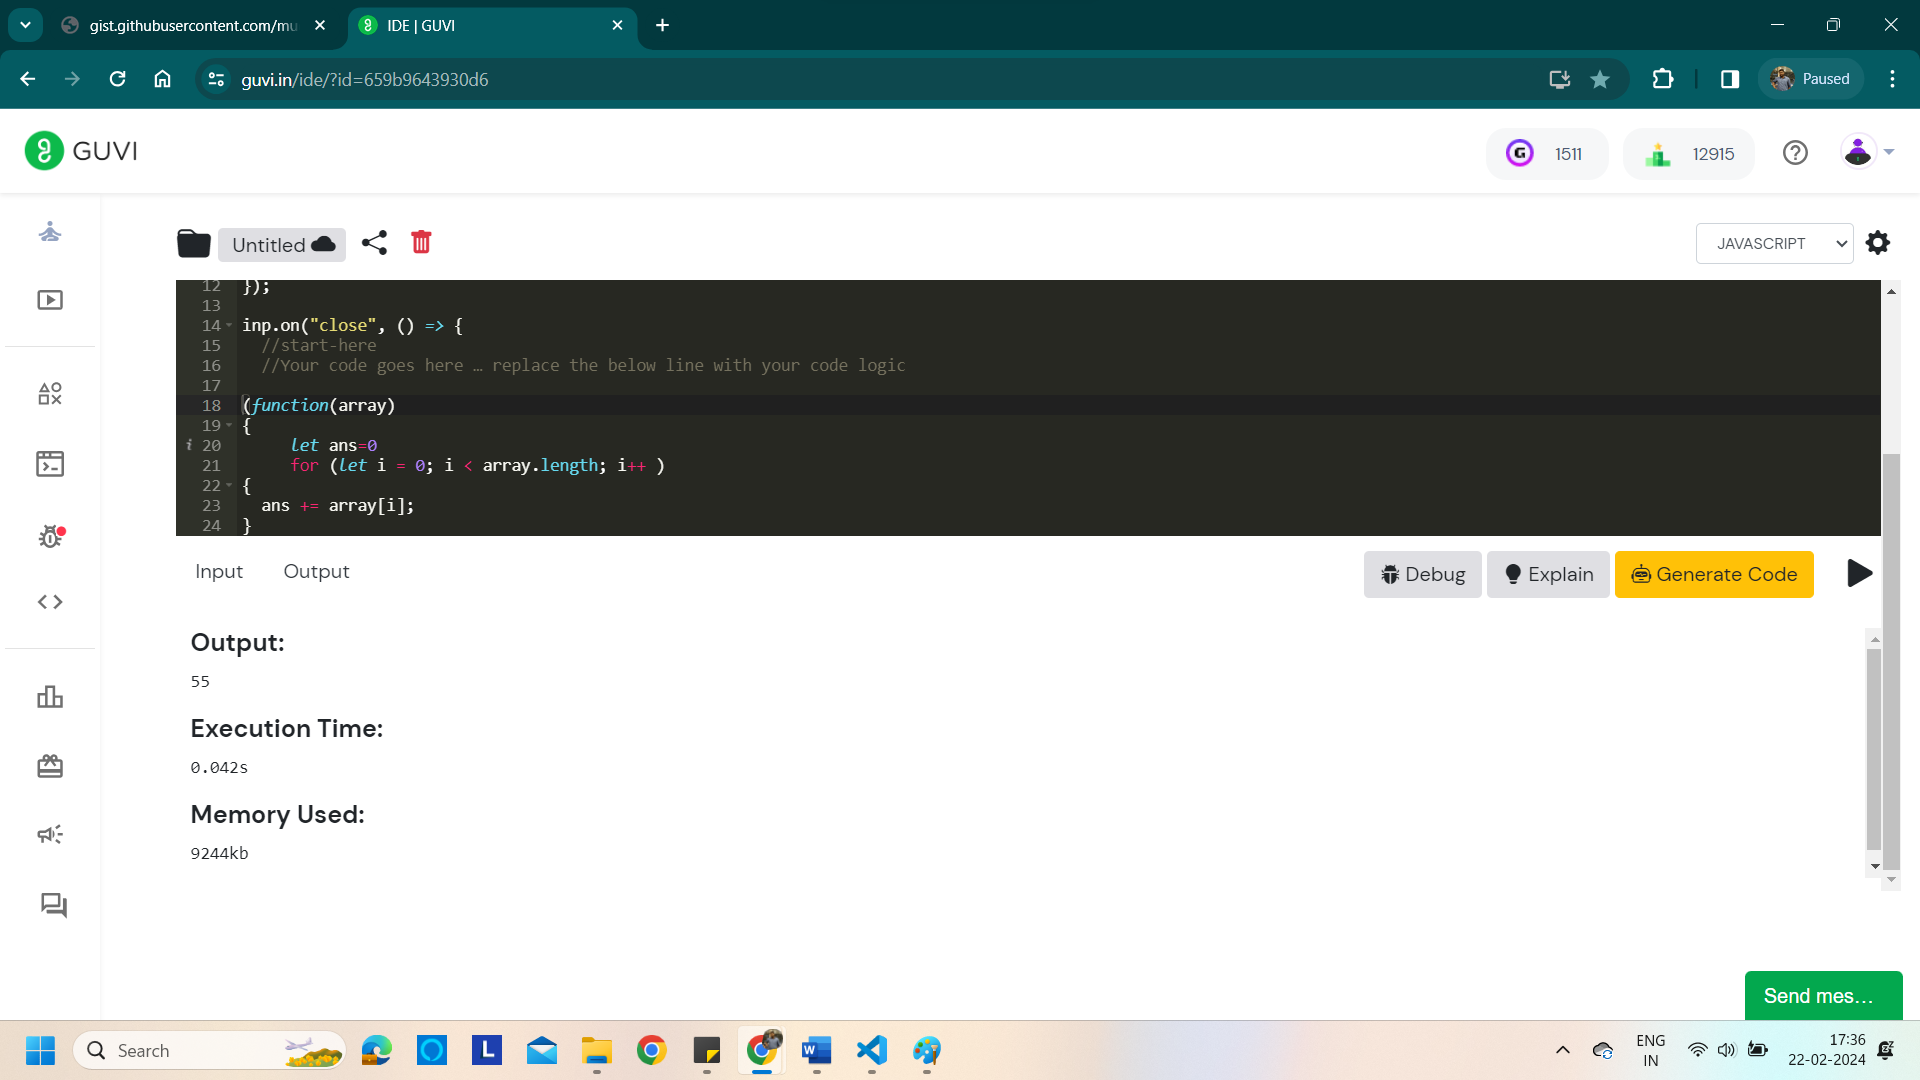 gist.githubusercontent.com/mu
IDE | GUVI
guvi.in/ide/?id=659b9643930d6
Paused
GUVI
1511
12915
Untitled
JAVASCRIPT
12 });
13
14 inp.on("close", () => {
15 //start-here
16 //Your code goes here … replace the below line with your code logic
17
18 (function(array)
19 {
20 let ans=0
21 for (let i = 0; i < array.length; i++ )
22 {
23 ans += array[i];
24 }
Input Output
Debug
Explain
Generate Code
Output:
55
Execution Time:
0.042s
Memory Used:
9244kb
Send mes...
Search
ENG
IN
17:36
22-02-2024